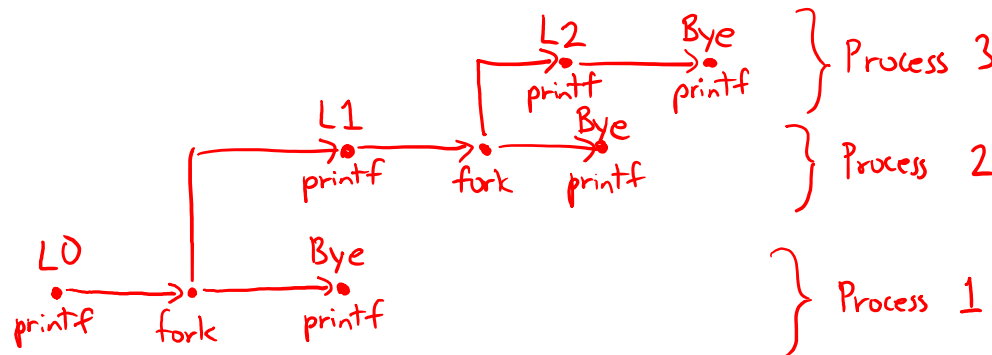 L2 Bye
printf printf Process 3
L1 Bye
printf fork printf Process 2
L0 Bye
printf fork printf Process 1